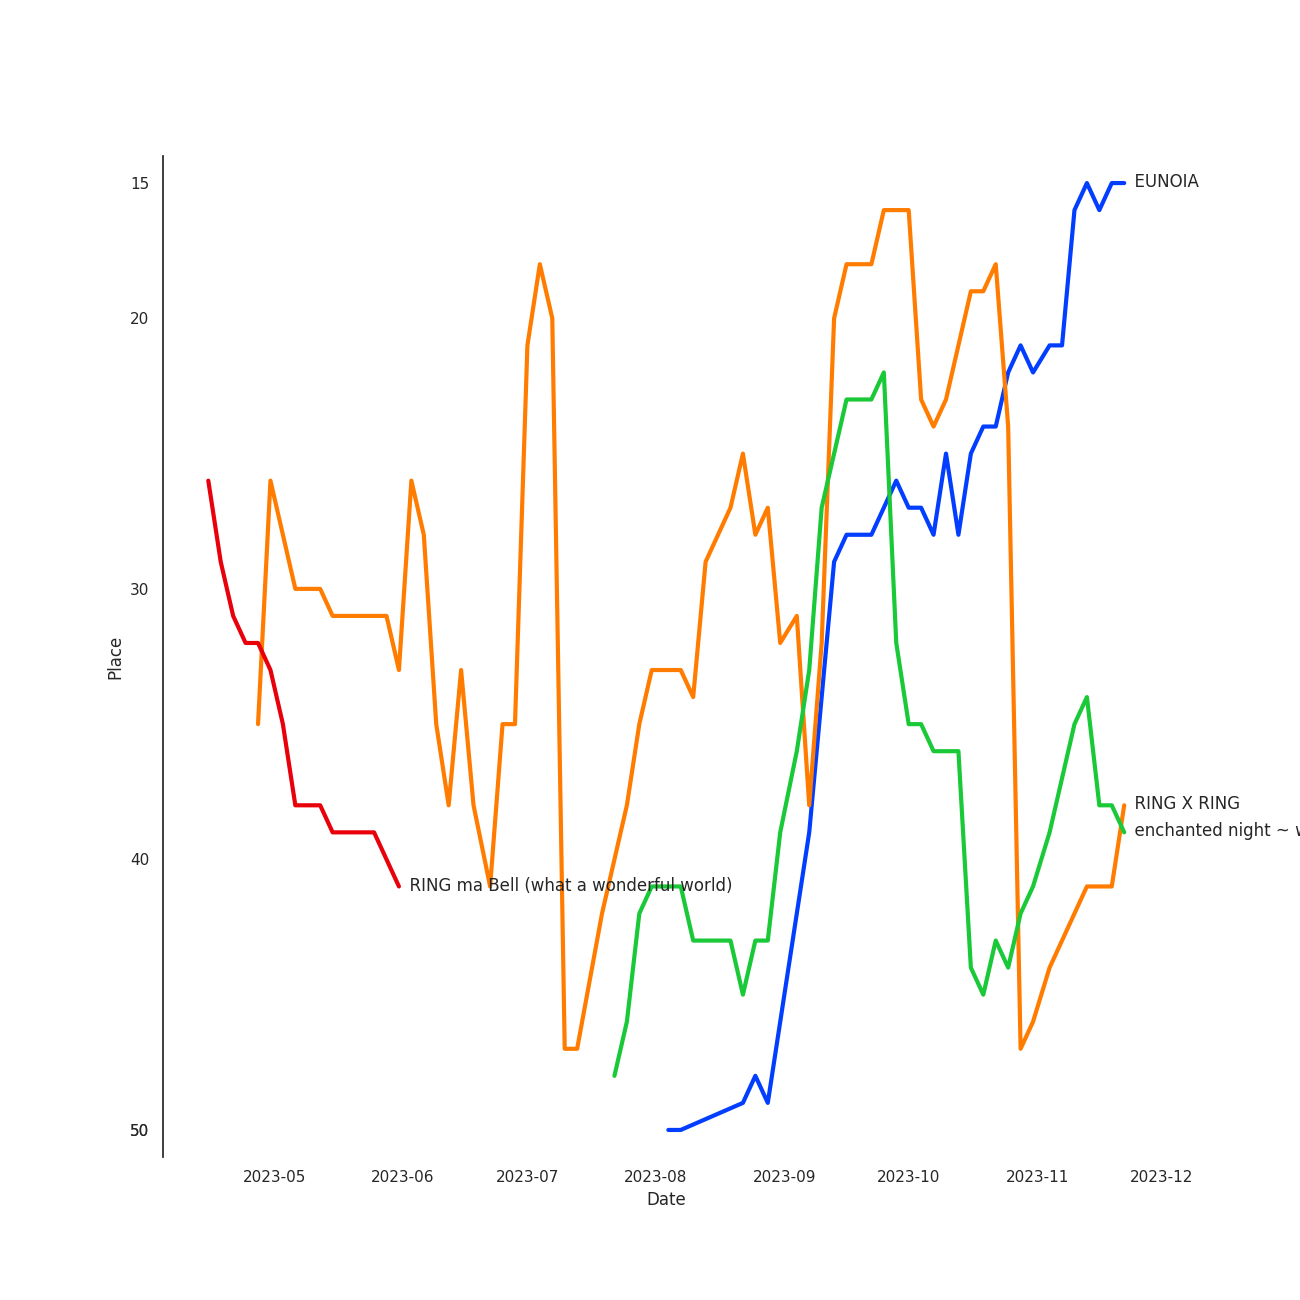 15
EUNOIA
20
30
Place
RING X RING
enchanted night ~
40
RING ma Bell (what a wonderful world)
50
2023-05 2023-06 2023-07 2023-08 2023-09 2023-10 2023-11 2023-12
Date